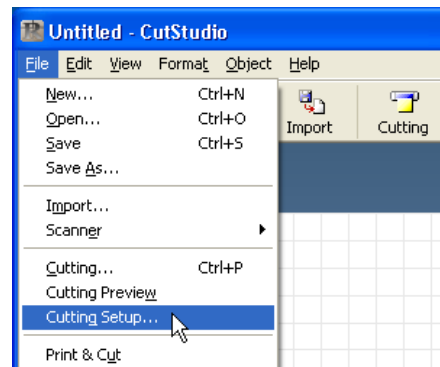 Untitled - CutStudio
File Edit View Format Object Help
New... Ctrl+N
Open... Ctrl+O
Save Ctrl+S
Save As...
Import...
Scanner
Cutting... Ctrl+P
Cutting Preview
Cutting Setup...
Print & Cut
Import Cutting